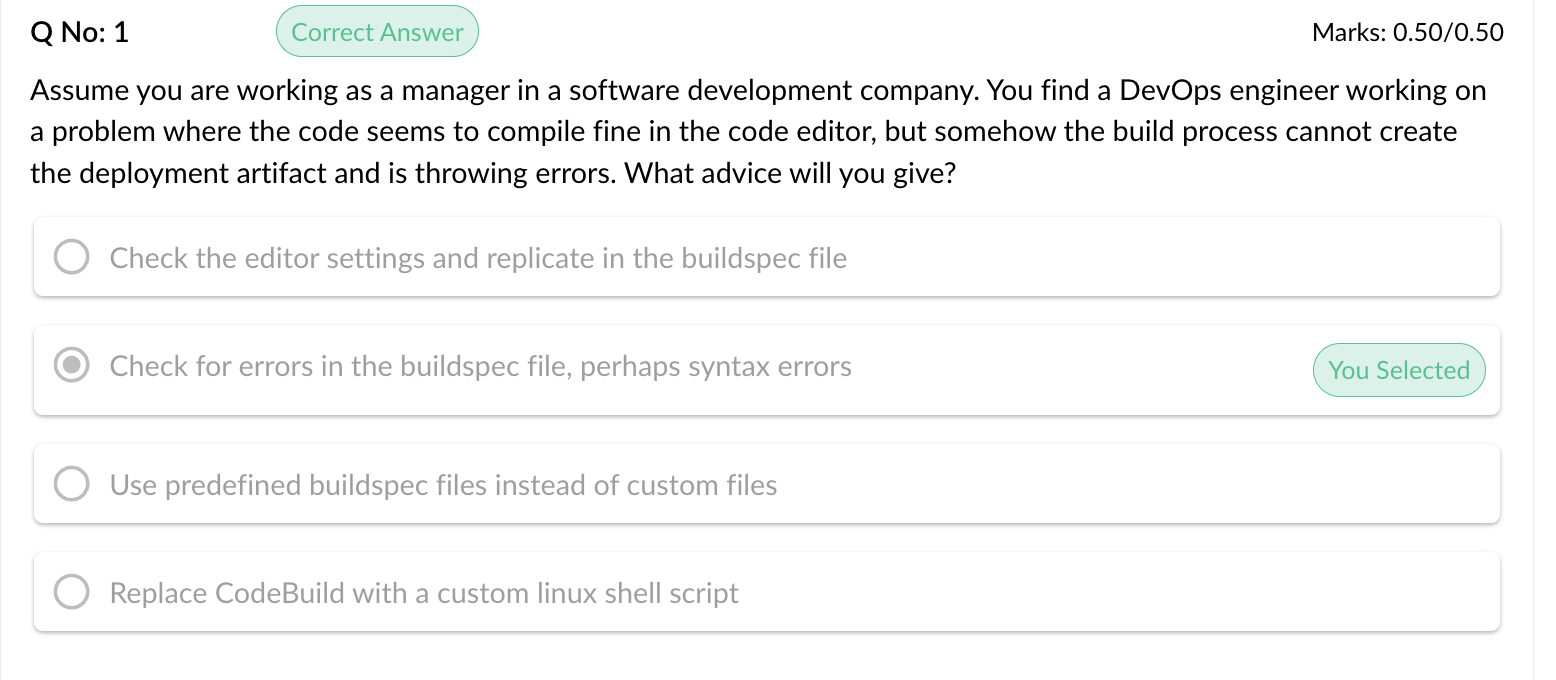 Q No: 1
Correct Answer
Marks: 0.50/0.50
Assume you are working as a manager in a software development company. You find a DevOps engineer working on
a problem where the code seems to compile fine in the code editor, but somehow the build process cannot create
the deployment artifact and is throwing errors. What advice will you give?
Check the editor settings and replicate in the buildspec file
Check for errors in the buildspec file, perhaps syntax errors
You Selected
Use predefined buildspec files instead of custom files
Replace CodeBuild with a custom linux shell script